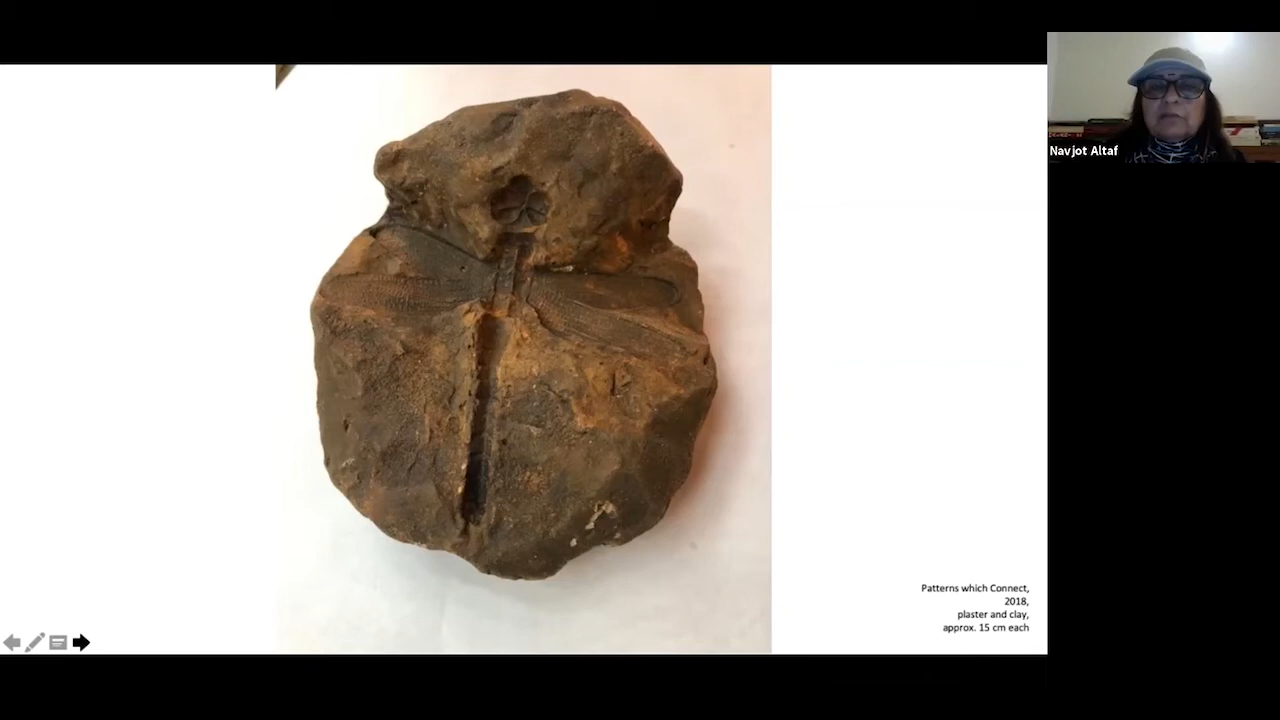 Navjot Altaf
Patterns which Connect,
2018,
plaster and clay,
approx. 15 cm each